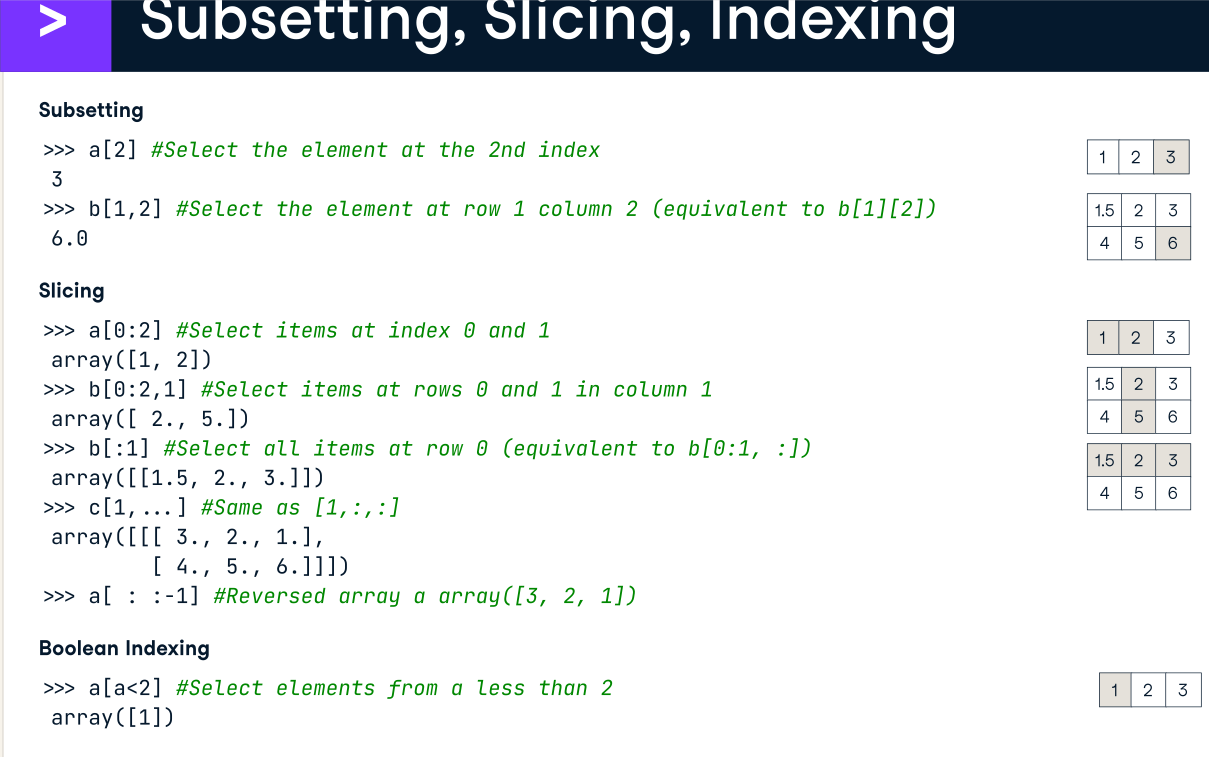 > Subsetting, Slicing, Indexing
Subsetting
>>> a[2] #Select the element at the 2nd index
3
1 2 3
>>> b[1,2] #Select the element at row 1 column 2 (equivalent to b[1][2])
6.0
1.5 2 3
4 5 6
Slicing
>>> a[0:2] #Select items at index 0 and 1
array([1, 2])
1 2 3
>>> b[0:2,1] #Select items at rows 0 and 1 in column 1
array([ 2., 5.])
1.5 2 3
4 5 6
>>> b[:1] #Select all items at row 0 (equivalent to b[0:1, :])
array([[1.5, 2., 3.]])
1.5 2 3
4 5 6
>>> c[1,...] #Same as [1,:,:]
array([[[ 3., 2., 1.],
[ 4., 5., 6.]]])
>>> a[ : :-1] #Reversed array a array([3, 2, 1])
Boolean Indexing
>>> a[a<2] #Select elements from a less than 2
array([1])
1 2 3